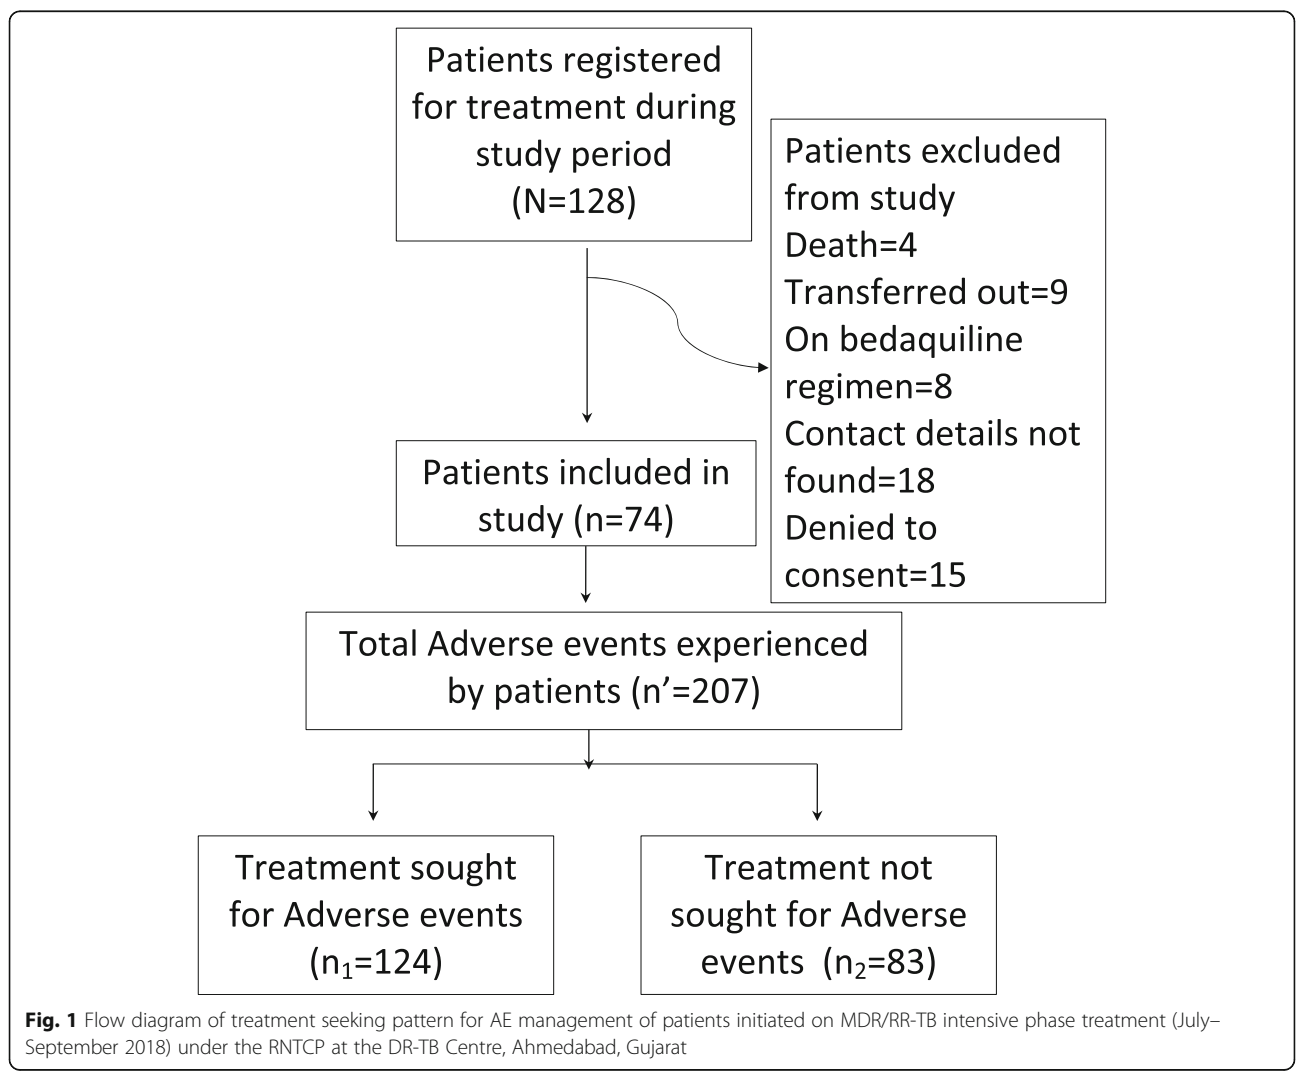 Patients registered
for treatment during
study period
(N=128)
Patients excluded
from study
Death=4
Transferred out=9
On bedaquiline
regimen=8
Contact details not
found=18
Denied to
consent=15
Patients included in
study (n=74)
Total Adverse events experienced
by patients (n’=207)
Treatment sought
for Adverse events
(n₁=124)
Treatment not
sought for Adverse
events (n₂=83)
Fig. 1 Flow diagram of treatment seeking pattern for AE management of patients initiated on MDR/RR-TB intensive phase treatment (July–
September 2018) under the RNTCP at the DR-TB Centre, Ahmedabad, Gujarat